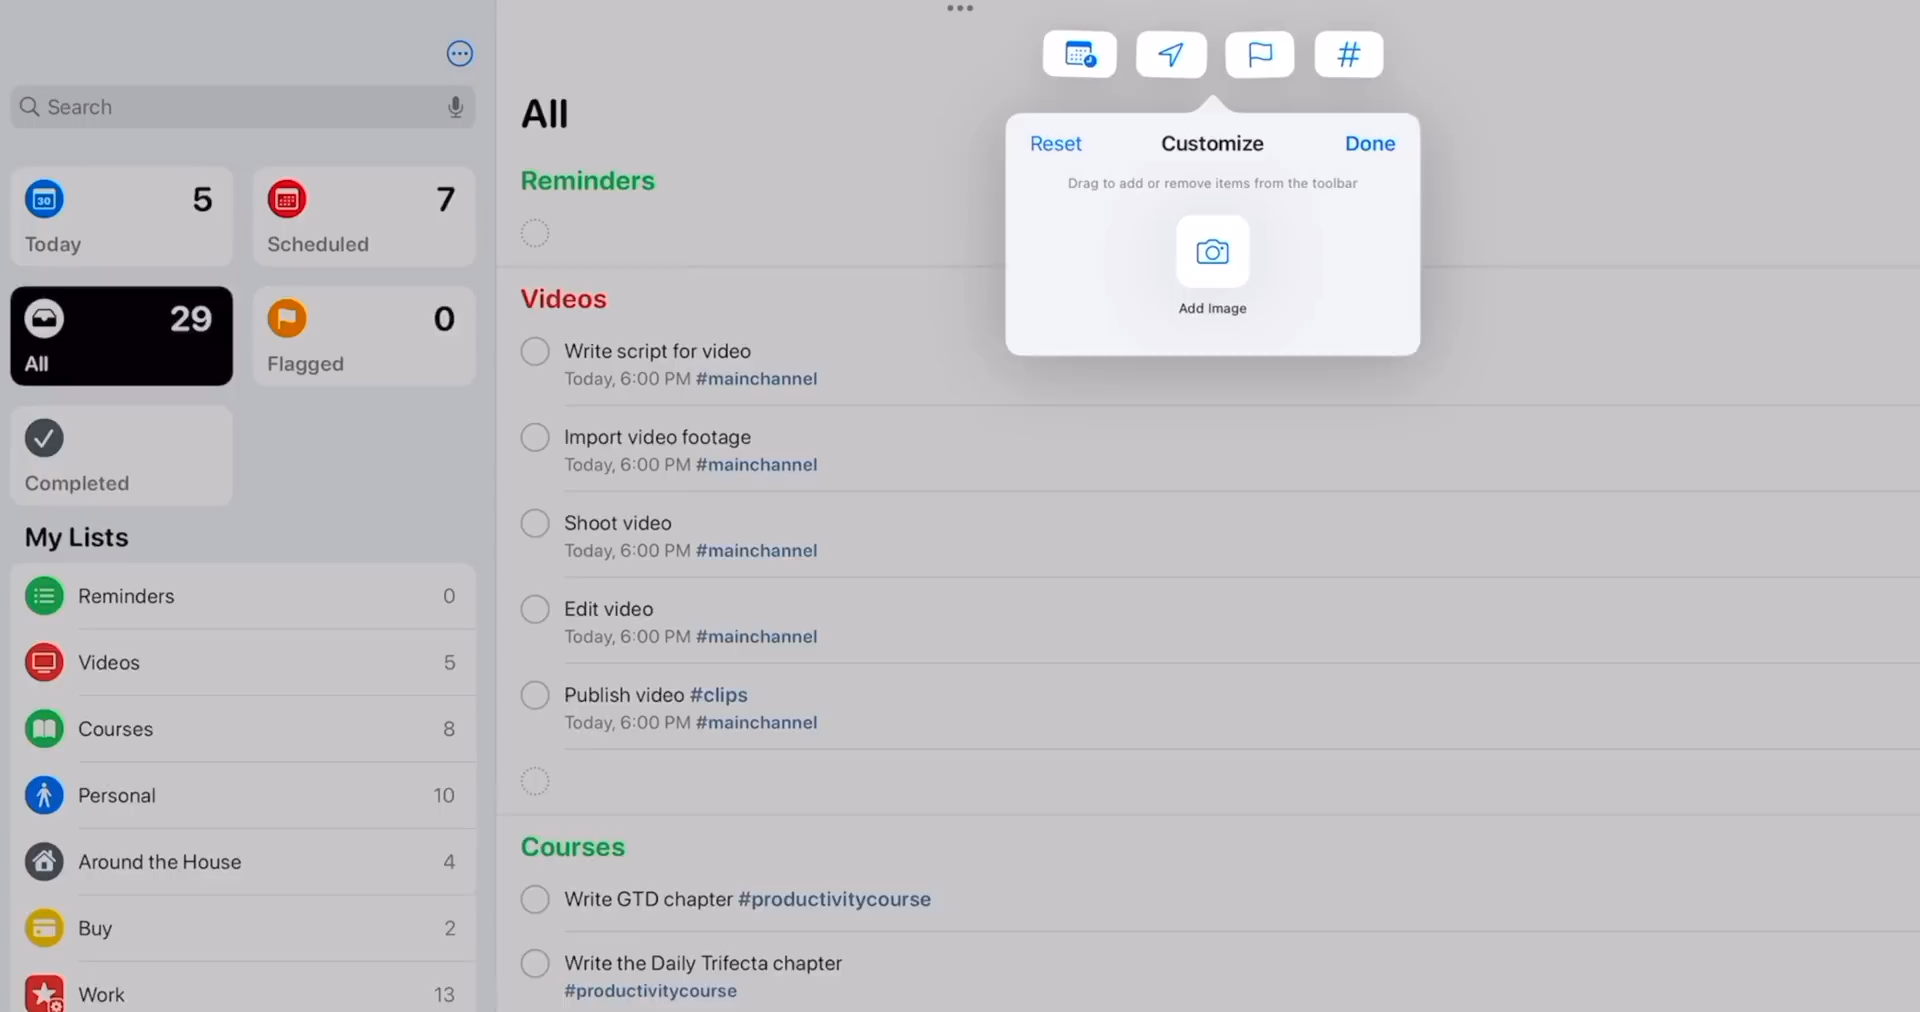 Search
30
5
Today
7
Scheduled
29
All
0
Flagged
Completed
My Lists
Reminders 0
Videos 5
Courses 8
Personal 10
Around the House 4
Buy 2
Work 13
All
Reminders
Videos
Write script for video
Today, 6:00 PM #mainchannel
Import video footage
Today, 6:00 PM #mainchannel
Shoot video
Today, 6:00 PM #mainchannel
Edit video
Today, 6:00 PM #mainchannel
Publish video #clips
Today, 6:00 PM #mainchannel
Courses
Write GTD chapter #productivitycourse
Write the Daily Trifecta chapter
#productivitycourse
#
Reset Customize Done
Drag to add or remove items from the toolbar
Add Image